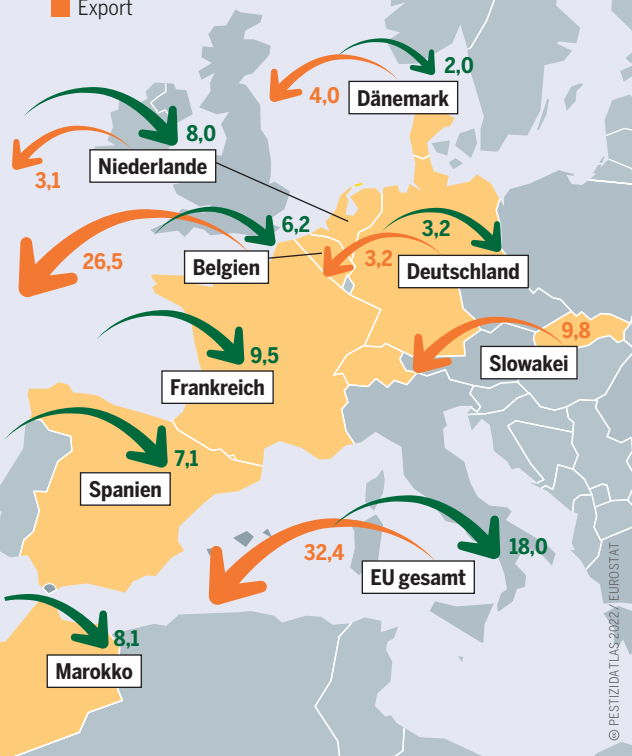 Export
2,0
4,0
Dänemark
8,0
Niederlande
3,1
6,2
26,5
Belgien
3,2
3,2
Deutschland
9,8
9,5
Slowakei
Frankreich
7,1
Spanien
32,4
18,0
EU gesamt
8,1
Marokko
© PESTIZIDATLAS 2022 / EUROSTAT